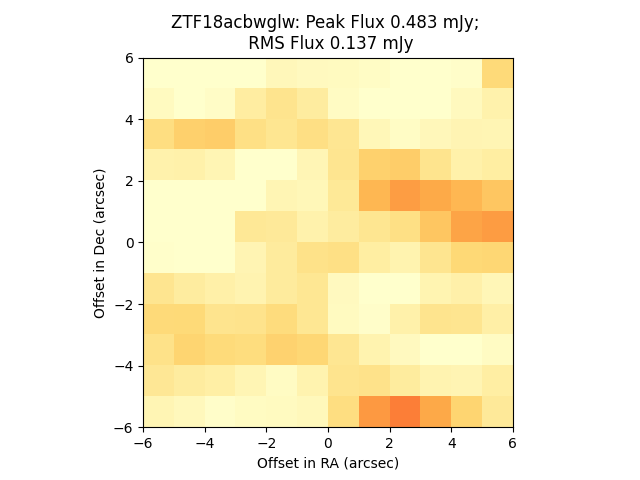 ZTF18acbwglw: Peak Flux 0.483 mJy;
RMS Flux 0.137 mJy
6
4
2
0
−2
−4
−6
Offset in Dec (arcsec)
−6 −4 −2 0 2 4 6
Offset in RA (arcsec)